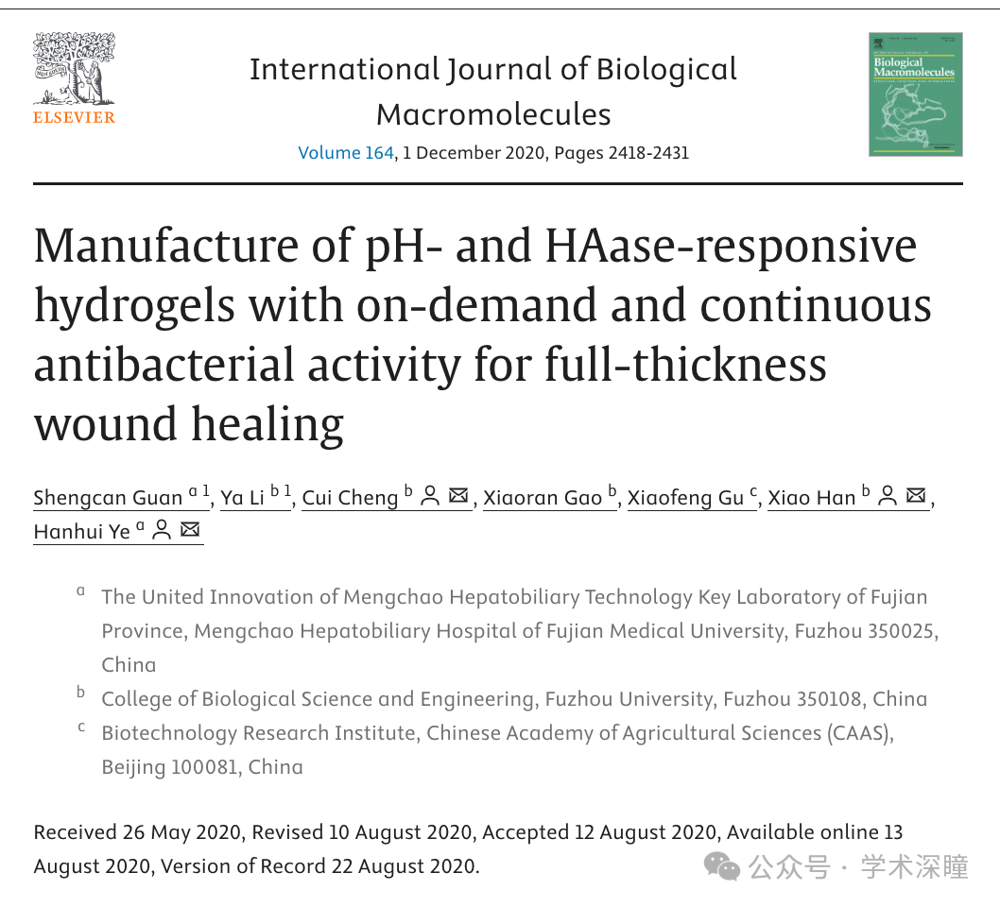 ELSEVIER
International Journal of Biological
Macromolecules
Volume 164, 1 December 2020, Pages 2418-2431
Biological
Macromolecules
Manufacture of pH- and HAase-responsive
hydrogels with on-demand and continuous
antibacterial activity for full-thickness
wound healing
Shengcan Guan a 1, Ya Li b 1, Cui Cheng b, Xiaoran Gao b, Xiaofeng Gu c, Xiao Han b,
Hanhui Ye a
a The United Innovation of Mengchao Hepatobiliary Technology Key Laboratory of Fujian
Province, Mengchao Hepatobiliary Hospital of Fujian Medical University, Fuzhou 350025,
China
b College of Biological Science and Engineering, Fuzhou University, Fuzhou 350108, China
c Biotechnology Research Institute, Chinese Academy of Agricultural Sciences (CAAS),
Beijing 100081, China
Received 26 May 2020, Revised 10 August 2020, Accepted 12 August 2020, Available online 13
August 2020, Version of Record 22 August 2020.
公众号 · 学术深瞳